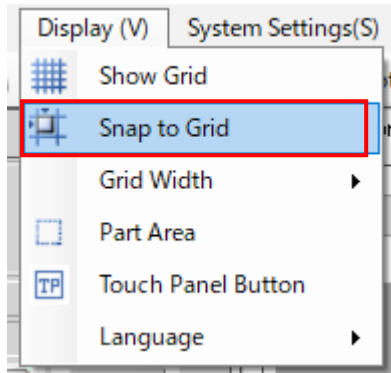 Display (V) System Settings(S)
Show Grid
Snap to Grid
Grid Width
Part Area
TP Touch Panel Button
Language